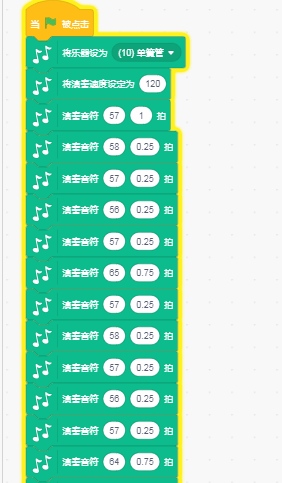 当 被点击
将乐器设为 (10) 单簧管
将演奏速度设定为 120
演奏音符 57 1 拍
演奏音符 58 0.25 拍
演奏音符 57 0.25 拍
演奏音符 56 0.25 拍
演奏音符 57 0.25 拍
演奏音符 65 0.75 拍
演奏音符 57 0.25 拍
演奏音符 58 0.25 拍
演奏音符 57 0.25 拍
演奏音符 56 0.25 拍
演奏音符 57 0.25 拍
演奏音符 64 0.75 拍